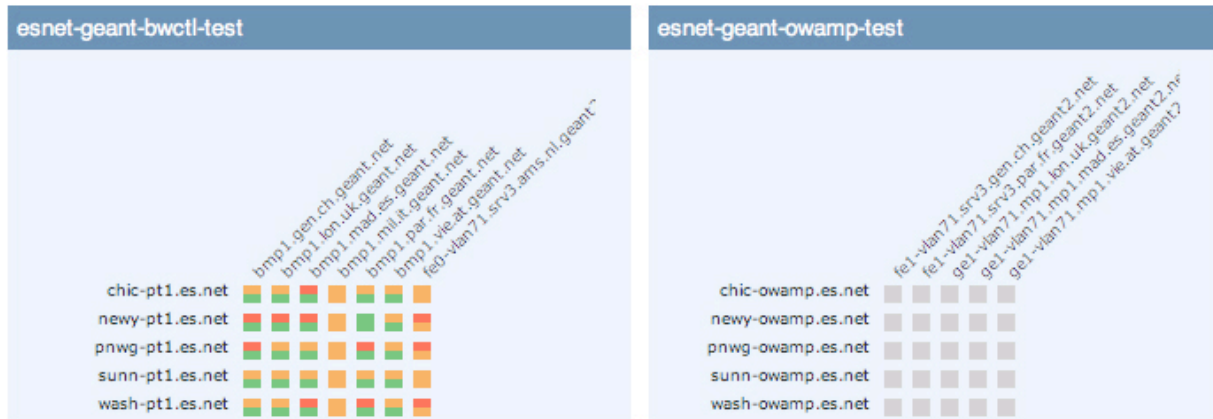 esnet-geant-bwctl-test
bmp1.gen.ch.geant.net
bmp1.lon.uk.geant.net
bmp1.mad.es.geant.net
bmp1.mil.it.geant.net
bmp1.par.fr.geant.net
bmp1.vie.at.geant.net
fe0-vlan71.srv3.ams.nl.geant2
chic-pt1.es.net
newy-pt1.es.net
pnwg-pt1.es.net
sunn-pt1.es.net
wash-pt1.es.net
esnet-geant-owamp-test
fe1-vlan71.srv3.gen.ch.geant2.net
fe1-vlan71.srv3.par.fr.geant2.net
ge1-vlan71.mp1.lon.uk.geant2.net
ge1-vlan71.mp1.mad.es.geant2.ne
ge1-vlan71.mp1.vie.at.geant2
chic-owamp.es.net
newy-owamp.es.net
pnwg-owamp.es.net
sunn-owamp.es.net
wash-owamp.es.net